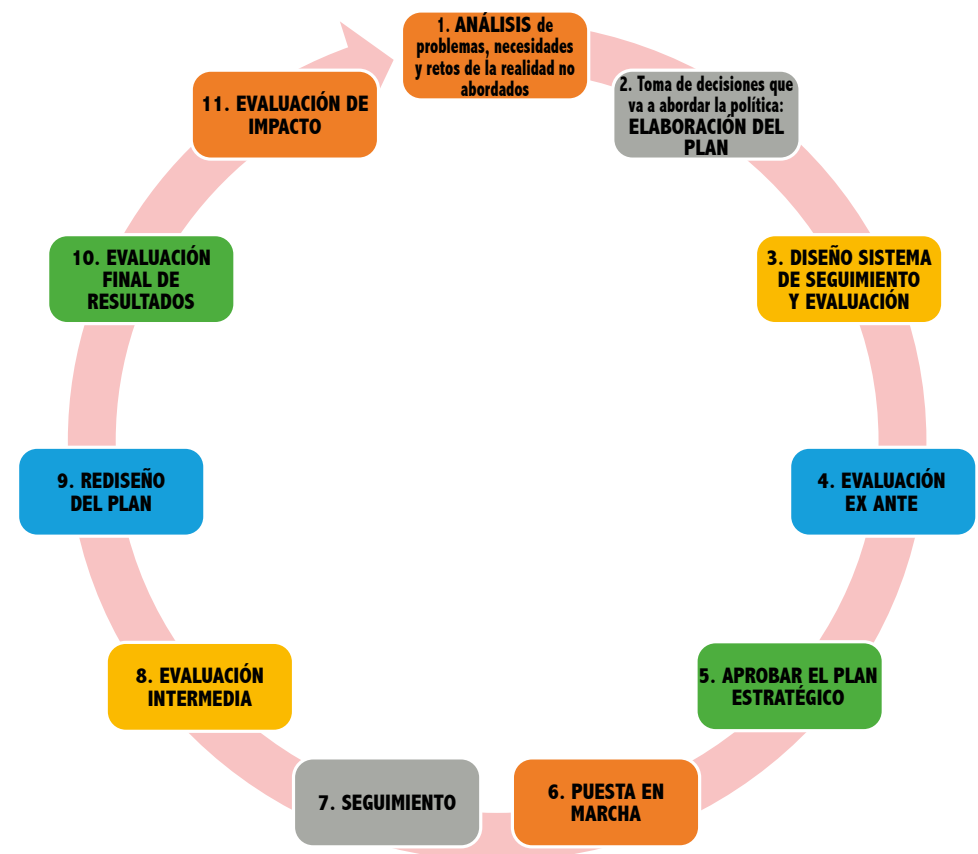 1. ANÁLISIS de
problemas, necesidades
y retos de la realidad no
abordados
2. Toma de decisiones que
va a abordar la política:
ELABORACIÓN DEL
PLAN
3. DISEÑO SISTEMA
DE SEGUIMIENTO
Y EVALUACIÓN
4. EVALUACIÓN
EX ANTE
5. APROBAR EL PLAN
ESTRATÉGICO
6. PUESTA EN
MARCHA
7. SEGUIMIENTO
8. EVALUACIÓN
INTERMEDIA
9. REDISEÑO
DEL PLAN
10. EVALUACIÓN
FINAL DE
RESULTADOS
11. EVALUACIÓN DE
IMPACTO